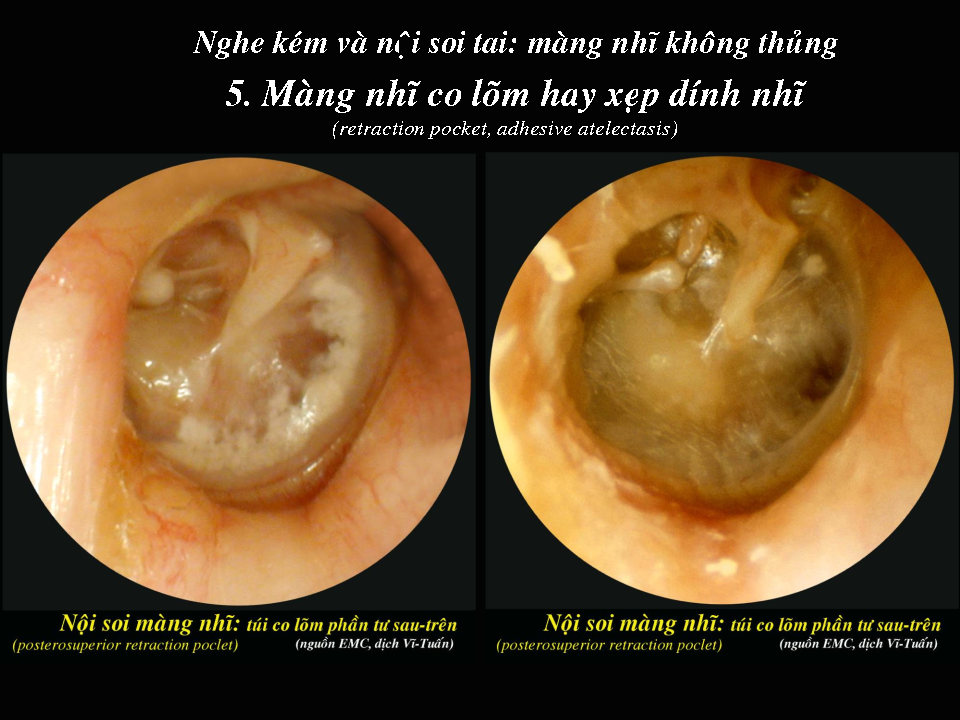 Nghe kém và nội soi tai: màng nhĩ không thủng
5. Màng nhĩ co lõm hay xẹp dính nhĩ
(retraction pocket, adhesive atelectasis)
Nội soi màng nhĩ: túi co lõm phần tư sau-trên
(posterosuperior retraction poclet) (nguồn EMC, dịch Vĩ-Tuấn)
Nội soi màng nhĩ: túi co lõm phần tư sau-trên
(posterosuperior retraction poclet) (nguồn EMC, dịch Vĩ-Tuấn)